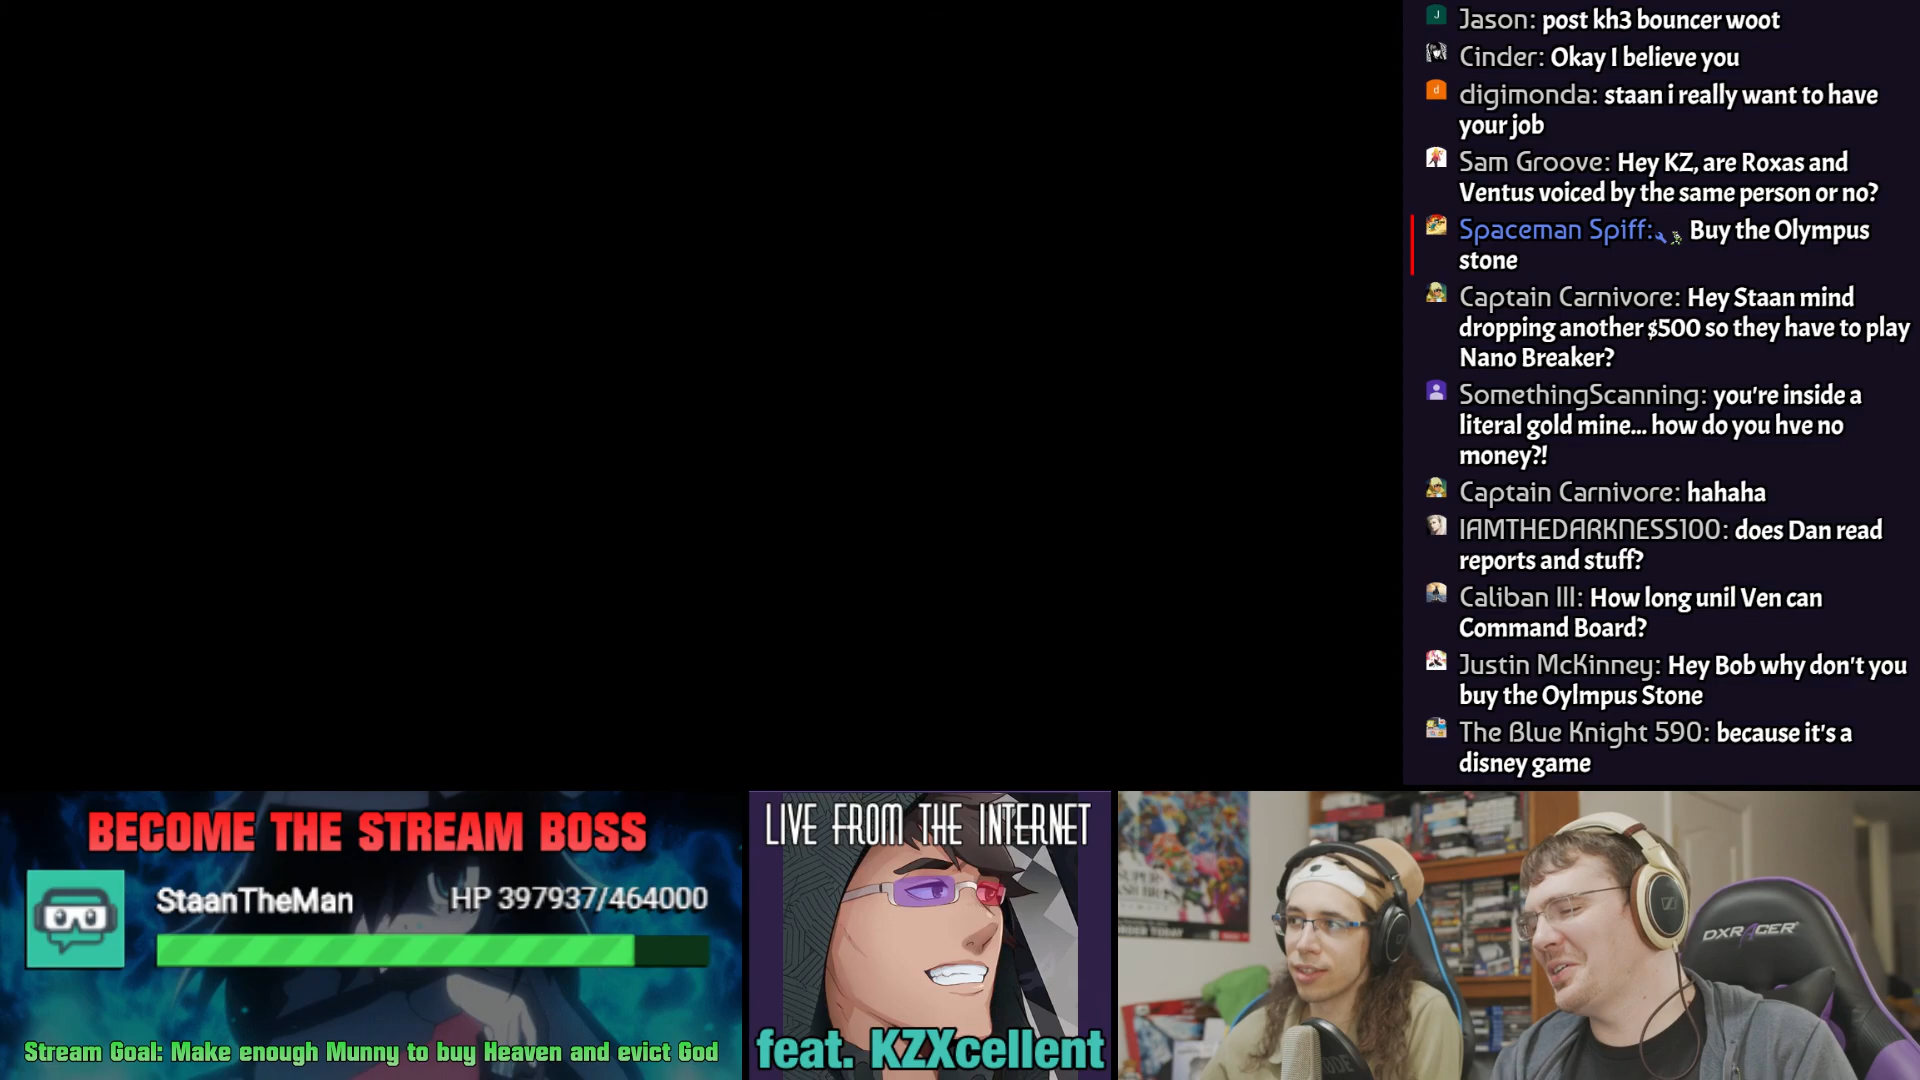 Jason: post kh3 bouncer woot
Cinder: Okay I believe you
digimonda: staan i really want to have
your job
Sam Groove: Hey KZ, are Roxas and
Ventus voiced by the same person or no?
Spaceman Spiff: Buy the Olympus
stone
Captain Carnivore: Hey Staan mind
dropping another $500 so they have to play
Nano Breaker?
SomethingScanning: you're inside a
literal gold mine... how do you hve no
money?!
Captain Carnivore: hahaha
IAMTHEDARKNESS100: does Dan read
reports and stuff?
Caliban III: How long unil Ven can
Command Board?
Justin McKinney: Hey Bob why don't you
buy the Oylmpus Stone
The Blue Knight 590: because it's a
disney game
BECOME THE STREAM BOSS
StaanTheMan HP 397937/464000
Stream Goal: Make enough Munny to buy Heaven and evict God
LIVE FROM THE INTERNET
feat. KZXcellent
DXRACER